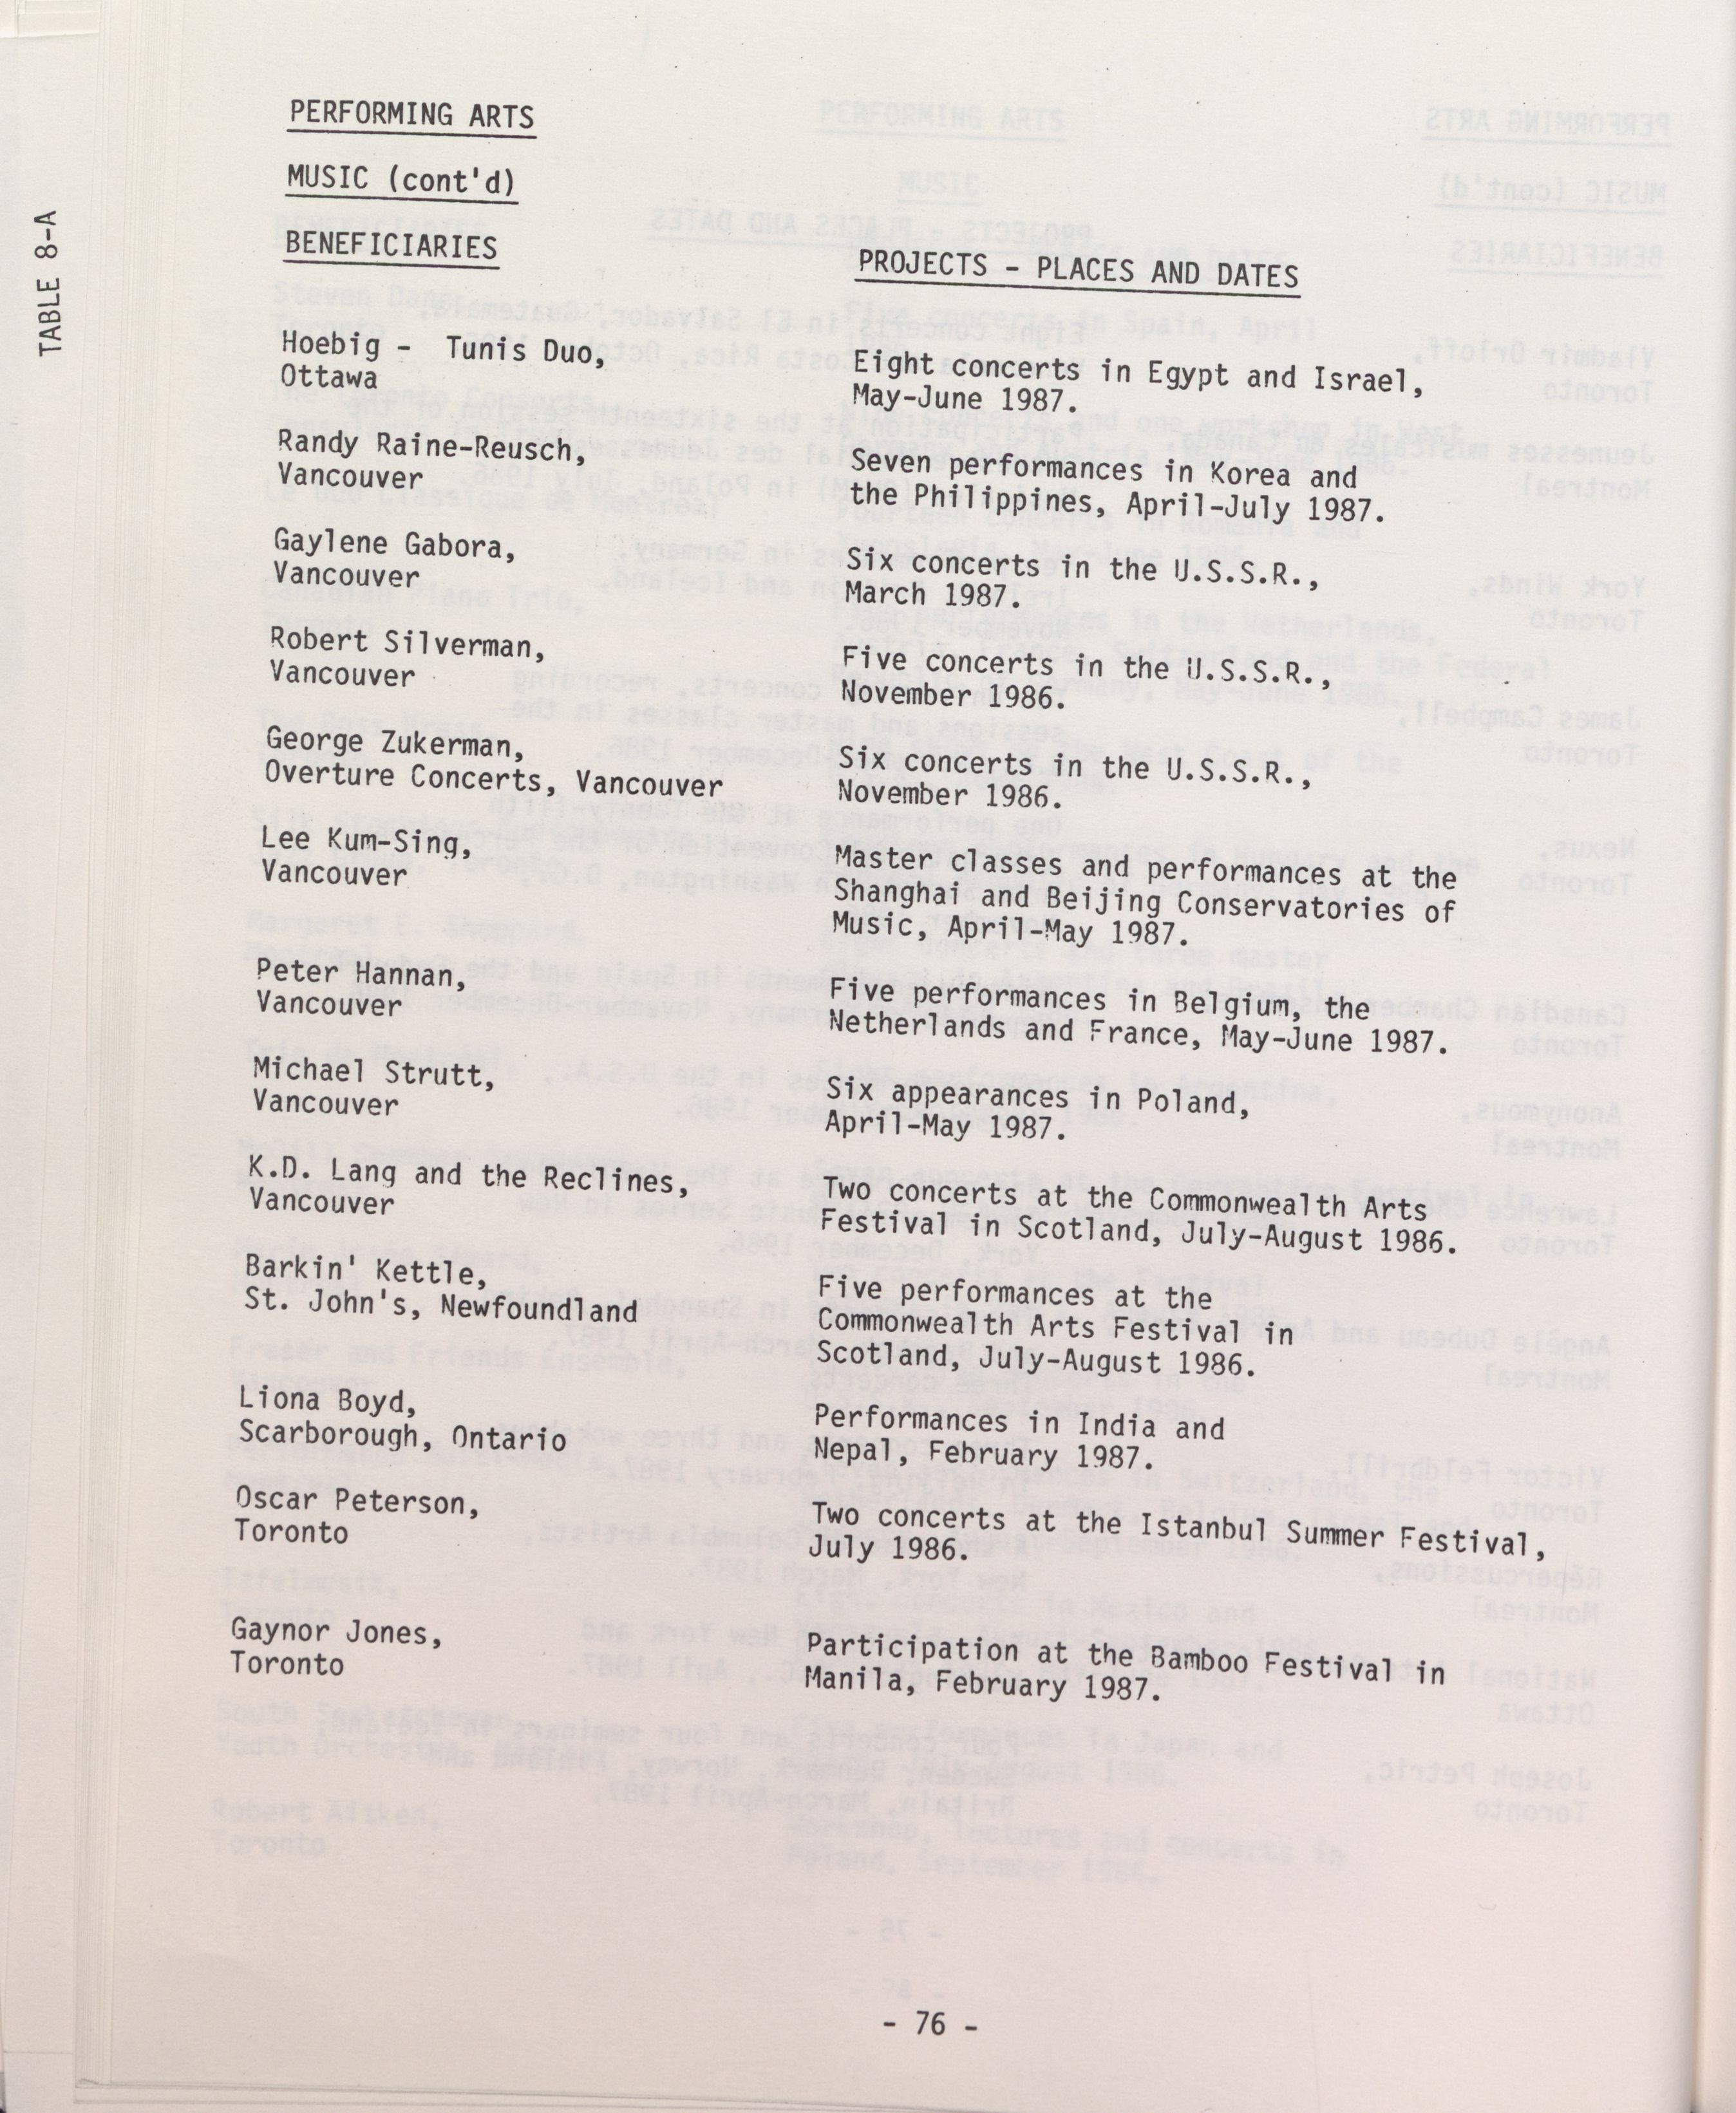 TABLE 8-A
PERFORMING ARTS
MUSIC (cont'd)
BENEFICIARIES
PROJECTS - PLACES AND DATES
Hoebig - Tunis Duo,
Ottawa
Eight concerts in Egypt and Israel,
May-June 1987.
Randy Raine-Reusch,
Vancouver
Seven performances in Korea and
the Philippines, April-July 1987.
Gaylene Gabora,
Vancouver
Six concerts in the U.S.S.R.,
March 1987.
Robert Silverman,
Vancouver
Five concerts in the U.S.S.R.,
November 1986.
George Zukerman,
Overture Concerts, Vancouver
Six concerts in the U.S.S.R.,
November 1986.
Lee Kum-Sing,
Vancouver
Master classes and performances at the
Shanghai and Beijing Conservatories of
Music, April-May 1987.
Peter Hannan,
Vancouver
Five performances in Belgium, the
Netherlands and France, May-June 1987.
Michael Strutt,
Vancouver
Six appearances in Poland,
April-May 1987.
K.D. Lang and the Reclines,
Vancouver
Two concerts at the Commonwealth Arts
Festival in Scotland, July-August 1986.
Barkin' Kettle,
St. John's, Newfoundland
Five performances at the
Commonwealth Arts Festival in
Scotland, July-August 1986.
Liona Boyd,
Scarborough, Ontario
Performances in India and
Nepal, February 1987.
Oscar Peterson,
Toronto
Two concerts at the Istanbul Summer Festival,
July 1986.
Gaynor Jones,
Toronto
Participation at the Bamboo Festival in
Manila, February 1987.
- 76 -